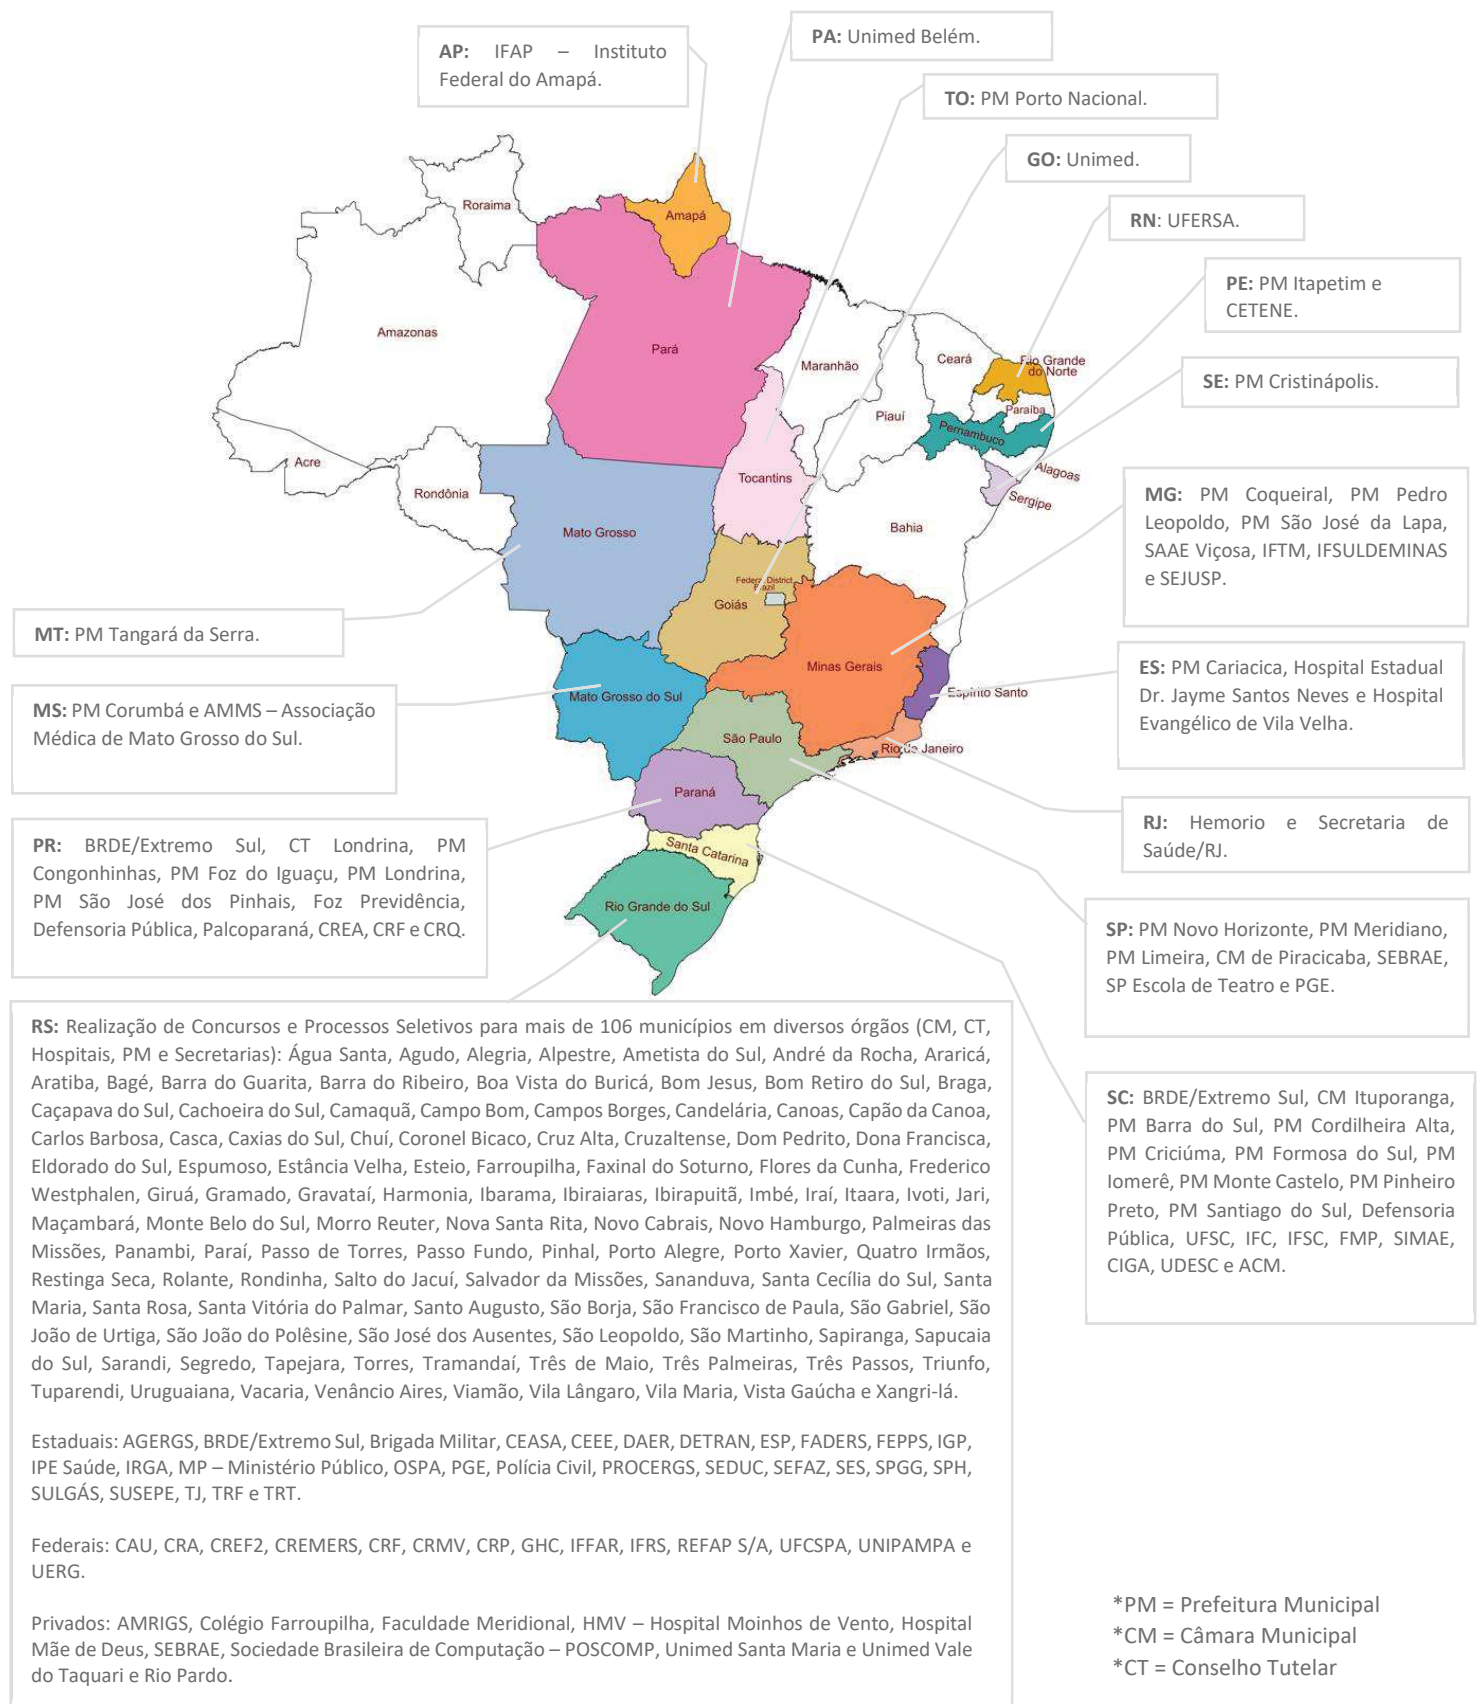 AP: IFAP – Instituto
Federal do Amapá.
PA: Unimed Belém.
TO: PM Porto Nacional.
GO: Unimed.
RN: UFERSA.
PE: PM Itapetim e
CETENE.
SE: PM Cristinápolis.
MG: PM Coqueiral, PM Pedro
Leopoldo, PM São José da Lapa,
SAAE Viçosa, IFTM, IFSULDEMINAS
e SEJUSP.
ES: PM Cariacica, Hospital Estadual
Dr. Jayme Santos Neves e Hospital
Evangélico de Vila Velha.
RJ: Hemorio e Secretaria de
Saúde/RJ.
SP: PM Novo Horizonte, PM Meridiano,
PM Limeira, CM de Piracicaba, SEBRAE,
SP Escola de Teatro e PGE.
SC: BRDE/Extremo Sul, CM Ituporanga,
PM Barra do Sul, PM Cordilheira Alta,
PM Criciúma, PM Formosa do Sul, PM
Iomerê, PM Monte Castelo, PM Pinheiro
Preto, PM Santiago do Sul, Defensoria
Pública, UFSC, IFC, IFSC, FMP, SIMAE,
CIGA, UDESC e ACM.
Roraima
Amapá
Amazonas
Pará
Maranhão
Ceará
Rio Grande
do Norte
Paraíba
Piauí
Pernambuco
Alagoas
Sergipe
Acre
Rondônia
Tocantins
Bahia
Mato Grosso
Federal District
Brazil
Goiás
Minas Gerais
Espírito Santo
Mato Grosso do Sul
São Paulo
Rio de Janeiro
Paraná
Santa Catarina
Rio Grande do Sul
MT: PM Tangará da Serra.
MS: PM Corumbá e AMMS – Associação
Médica de Mato Grosso do Sul.
PR: BRDE/Extremo Sul, CT Londrina, PM
Congonhinhas, PM Foz do Iguaçu, PM Londrina,
PM São José dos Pinhais, Foz Previdência,
Defensoria Pública, Palcoparaná, CREA, CRF e CRQ.
RS: Realização de Concursos e Processos Seletivos para mais de 106 municípios em diversos órgãos (CM, CT,
Hospitais, PM e Secretarias): Água Santa, Agudo, Alegria, Alpestre, Ametista do Sul, André da Rocha, Araricá,
Aratiba, Bagé, Barra do Guarita, Barra do Ribeiro, Boa Vista do Buricá, Bom Jesus, Bom Retiro do Sul, Braga,
Caçapava do Sul, Cachoeira do Sul, Camaquã, Campo Bom, Campos Borges, Candelária, Canoas, Capão da Canoa,
Carlos Barbosa, Casca, Caxias do Sul, Chuí, Coronel Bicaco, Cruz Alta, Cruzaltense, Dom Pedrito, Dona Francisca,
Eldorado do Sul, Espumoso, Estância Velha, Esteio, Farroupilha, Faxinal do Soturno, Flores da Cunha, Frederico
Westphalen, Giruá, Gramado, Gravataí, Harmonia, Ibarama, Ibiraiaras, Ibirapuitã, Imbé, Iraí, Itaara, Ivoti, Jari,
Maçambará, Monte Belo do Sul, Morro Reuter, Nova Santa Rita, Novo Cabrais, Novo Hamburgo, Palmeiras das
Missões, Panambi, Paraí, Passo de Torres, Passo Fundo, Pinhal, Porto Alegre, Porto Xavier, Quatro Irmãos,
Restinga Seca, Rolante, Rondinha, Salto do Jacuí, Salvador da Missões, Sananduva, Santa Cecília do Sul, Santa
Maria, Santa Rosa, Santa Vitória do Palmar, Santo Augusto, São Borja, São Francisco de Paula, São Gabriel, São
João de Urtiga, São João do Polêsine, São José dos Ausentes, São Leopoldo, São Martinho, Sapiranga, Sapucaia
do Sul, Sarandi, Segredo, Tapejara, Torres, Tramandaí, Três de Maio, Três Palmeiras, Três Passos, Triunfo,
Tuparendi, Uruguaiana, Vacaria, Venâncio Aires, Viamão, Vila Lângaro, Vila Maria, Vista Gaúcha e Xangri-lá.
Estaduais: AGERGS, BRDE/Extremo Sul, Brigada Militar, CEASA, CEEE, DAER, DETRAN, ESP, FADERS, FEPPS, IGP,
IPE Saúde, IRGA, MP – Ministério Público, OSPA, PGE, Polícia Civil, PROCERGS, SEDUC, SEFAZ, SES, SPGG, SPH,
SULGÁS, SUSEPE, TJ, TRF e TRT.
Federais: CAU, CRA, CREF2, CREMERS, CRF, CRMV, CRP, GHC, IFFAR, IFRS, REFAP S/A, UFCSPA, UNIPAMPA e
UERG.
Privados: AMRIGS, Colégio Farroupilha, Faculdade Meridional, HMV – Hospital Moinhos de Vento, Hospital
Mãe de Deus, SEBRAE, Sociedade Brasileira de Computação – POSCOMP, Unimed Santa Maria e Unimed Vale
do Taquari e Rio Pardo.
*PM = Prefeitura Municipal
*CM = Câmara Municipal
*CT = Conselho Tutelar